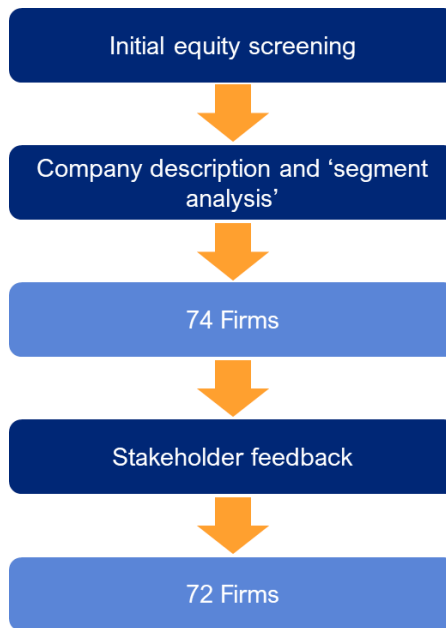 Initial equity screening
Company description and ‘segment
analysis’
74 Firms
Stakeholder feedback
72 Firms